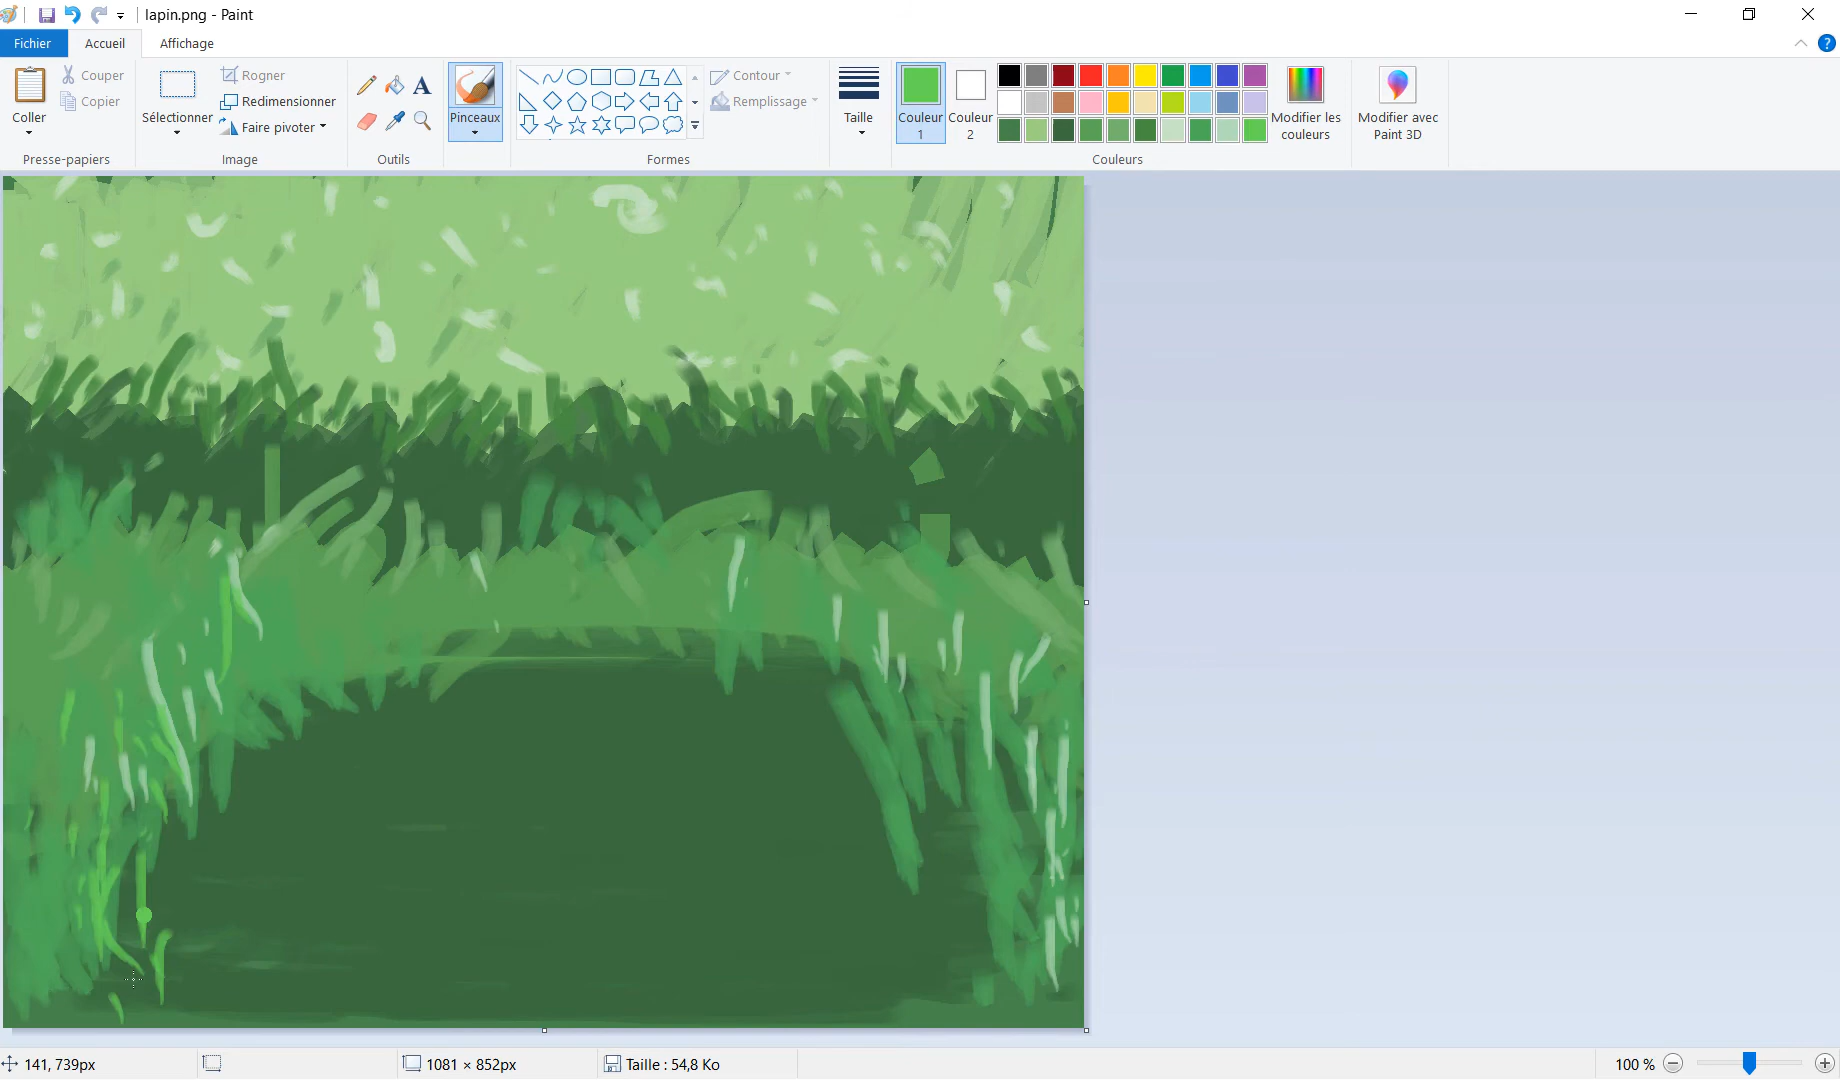 lapin.png - Paint
Fichier Accueil Affichage
Coller
Couper
Copier
Presse-papiers
Sélectionner
Rogner
Redimensionner
Faire pivoter
Image
A
Outils
Pinceaux
Contour
Remplissage
Formes
Taille
Couleur
1
Couleur
2
Modifier les
couleurs
Couleurs
Modifier avec
Paint 3D
?
141, 739px
1081 × 852px
Taille : 54,8 Ko
100 %